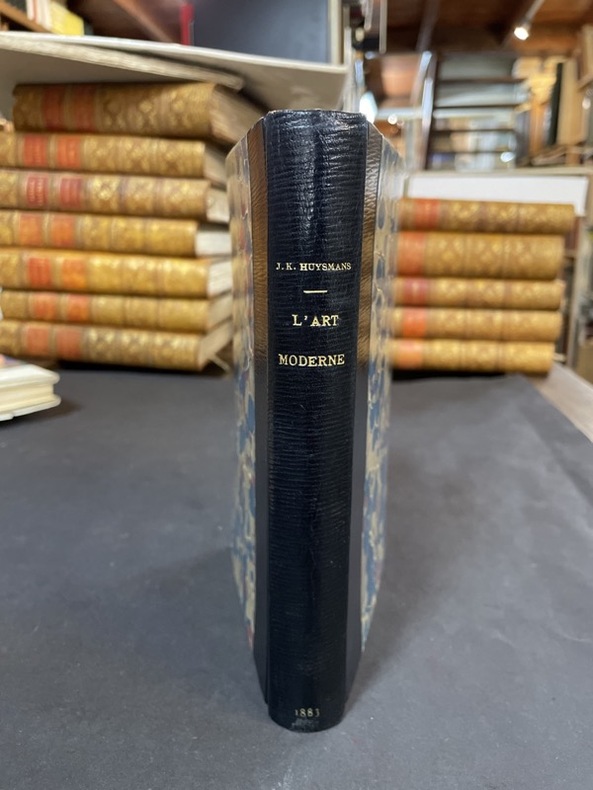 J. K. HUYSMANS
L'ART
MODERNE
1883